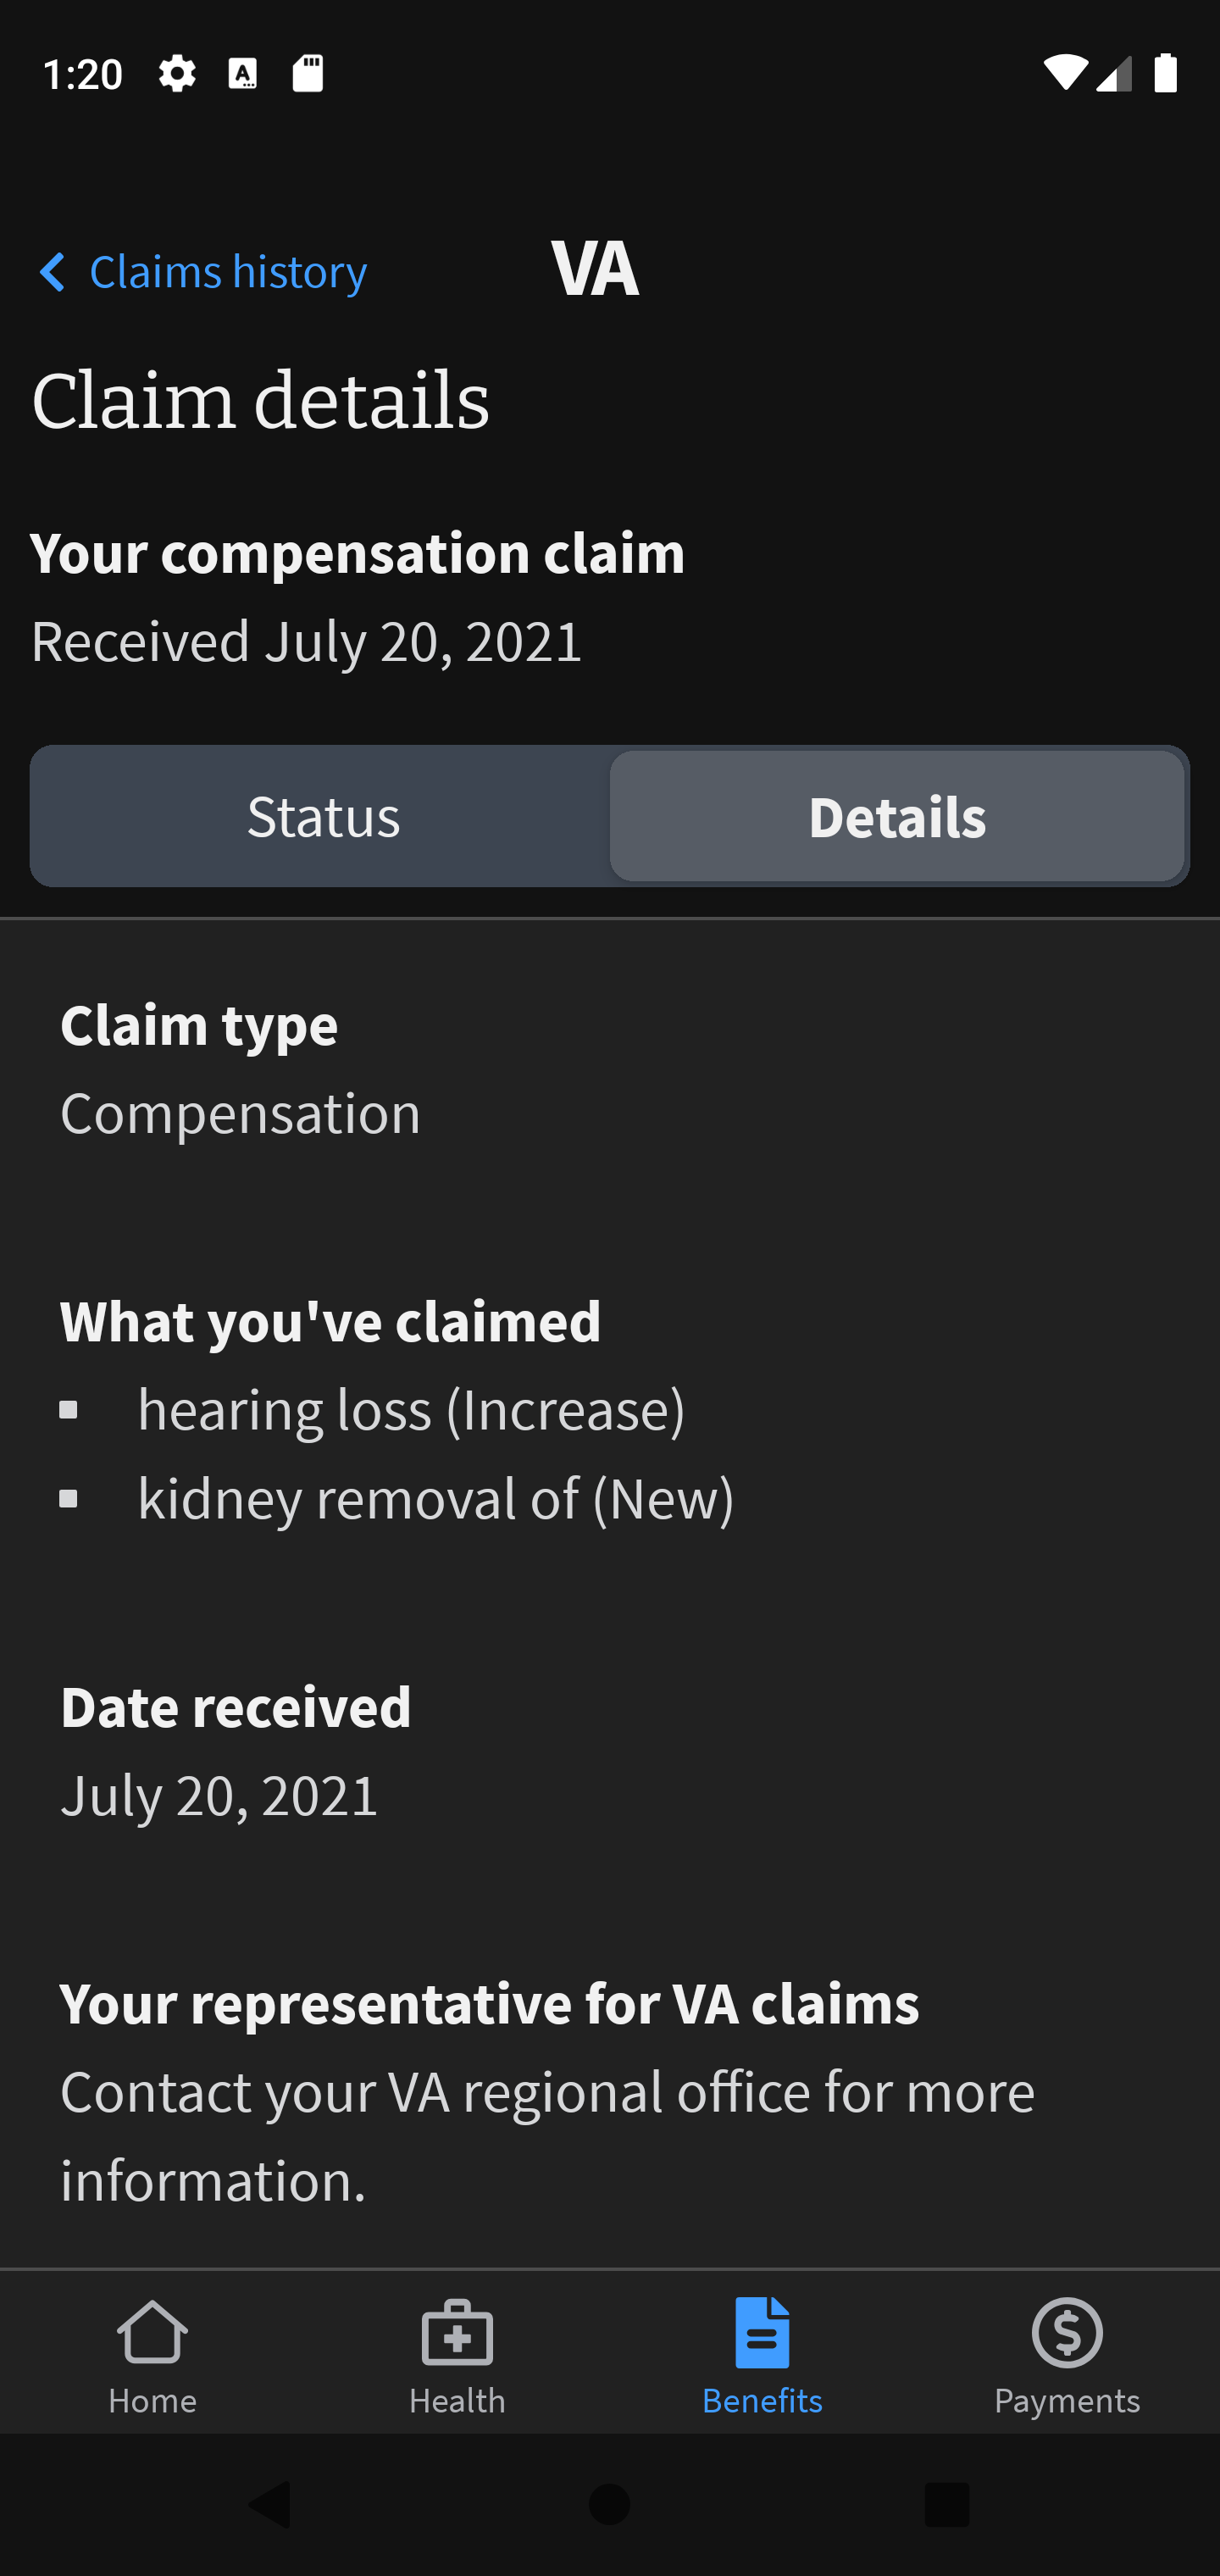 1:20
Claims history
VA
Claim details
Your compensation claim
Received July 20, 2021
Status
Details
Claim type
Compensation
What you've claimed
hearing loss (Increase)
kidney removal of (New)
Date received
July 20, 2021
Your representative for VA claims
Contact your VA regional office for more
information.
Home
Health
Benefits
Payments